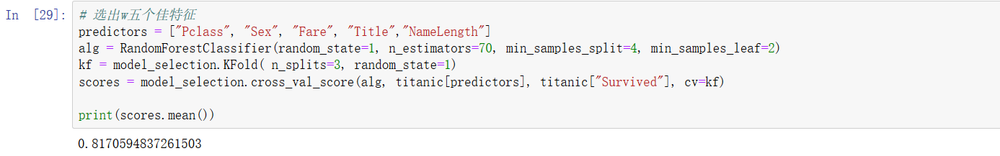 In [29]: # 选出w五个佳特征
predictors = ["Pclass", "Sex", "Fare", "Title","NameLength"]
alg = RandomForestClassifier(random_state=1, n_estimators=70, min_samples_split=4, min_samples_leaf=2)
kf = model_selection.KFold( n_splits=3, random_state=1)
scores = model_selection.cross_val_score(alg, titanic[predictors], titanic["Survived"], cv=kf)
print(scores.mean())
0.8170594837261503